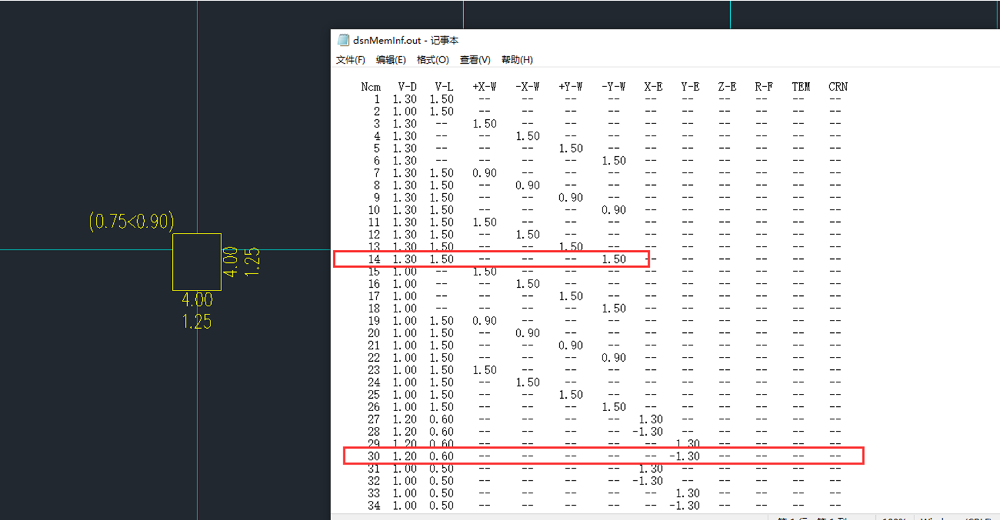 (0.75<0.90)
4.00
1.25
4.00
1.25
dsnMemInf.out - 记事本
文件(F) 编辑(E) 格式(O) 查看(V) 帮助(H)
Ncm V-D V-L +X-W -X-W +Y-W -Y-W X-E Y-E Z-E R-F TEM CRN
1 1.30 1.50 -- -- -- -- -- -- -- -- -- --
2 1.00 1.50 -- -- -- -- -- -- -- -- -- --
3 1.30 -- 1.50 -- -- -- -- -- -- -- -- --
4 1.30 -- -- 1.50 -- -- -- -- -- -- -- --
5 1.30 -- -- -- 1.50 -- -- -- -- -- -- --
6 1.30 -- -- -- -- 1.50 -- -- -- -- -- --
7 1.30 1.50 0.90 -- -- -- -- -- -- -- -- --
8 1.30 1.50 -- 0.90 -- -- -- -- -- -- -- --
9 1.30 1.50 -- -- 0.90 -- -- -- -- -- -- --
10 1.30 1.50 -- -- -- 0.90 -- -- -- -- -- --
11 1.30 1.50 1.50 -- -- -- -- -- -- -- -- --
12 1.30 1.50 -- 1.50 -- -- -- -- -- -- -- --
13 1.30 1.50 -- -- 1.50 -- -- -- -- -- -- --
14 1.30 1.50 -- -- -- 1.50 -- -- -- -- -- --
15 1.00 -- 1.50 -- -- -- -- -- -- -- -- --
16 1.00 -- -- 1.50 -- -- -- -- -- -- -- --
17 1.00 -- -- -- 1.50 -- -- -- -- -- -- --
18 1.00 -- -- -- -- 1.50 -- -- -- -- -- --
19 1.00 1.50 0.90 -- -- -- -- -- -- -- -- --
20 1.00 1.50 -- 0.90 -- -- -- -- -- -- -- --
21 1.00 1.50 -- -- 0.90 -- -- -- -- -- -- --
22 1.00 1.50 -- -- -- 0.90 -- -- -- -- -- --
23 1.00 1.50 1.50 -- -- -- -- -- -- -- -- --
24 1.00 1.50 -- 1.50 -- -- -- -- -- -- -- --
25 1.00 1.50 -- -- 1.50 -- -- -- -- -- -- --
26 1.00 1.50 -- -- -- 1.50 -- -- -- -- -- --
27 1.20 0.60 -- -- -- -- 1.30 -- -- -- -- --
28 1.20 0.60 -- -- -- -- -1.30 -- -- -- -- --
29 1.20 0.60 -- -- -- -- -- 1.30 -- -- -- --
30 1.20 0.60 -- -- -- -- -- -1.30 -- -- -- --
31 1.00 0.50 -- -- -- -- 1.30 -- -- -- -- --
32 1.00 0.50 -- -- -- -- -1.30 -- -- -- -- --
33 1.00 0.50 -- -- -- -- -- 1.30 -- -- -- --
34 1.00 0.50 -- -- -- -- -- -1.30 -- -- -- --